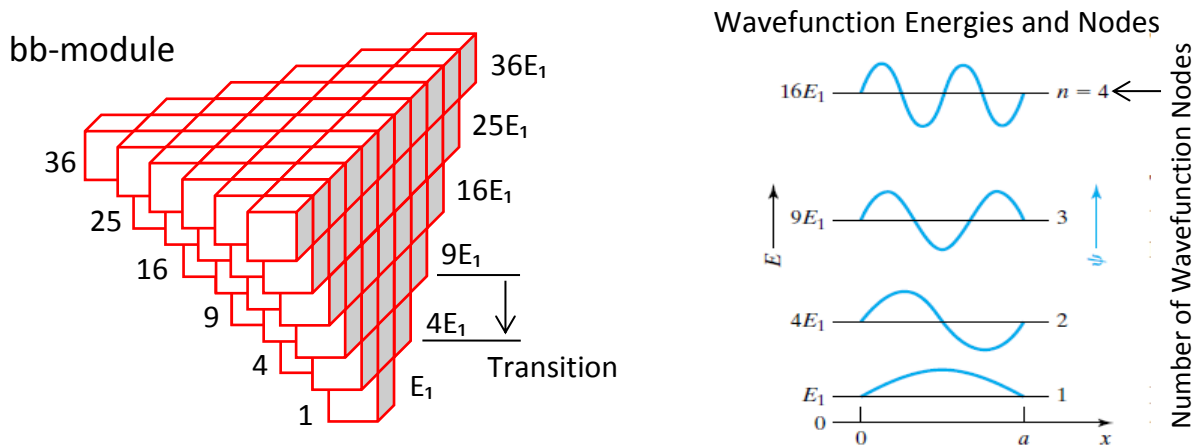 bb-module
36E₁
25E₁
16E₁
9E₁
4E₁
Transition
E₁
36
25
16
9
4
1
Wavefunction Energies and Nodes
16E₁
n = 4
9E₁
3
4E₁
2
E₁
1
0
0
a
x
E
ψ
Number of Wavefunction Nodes